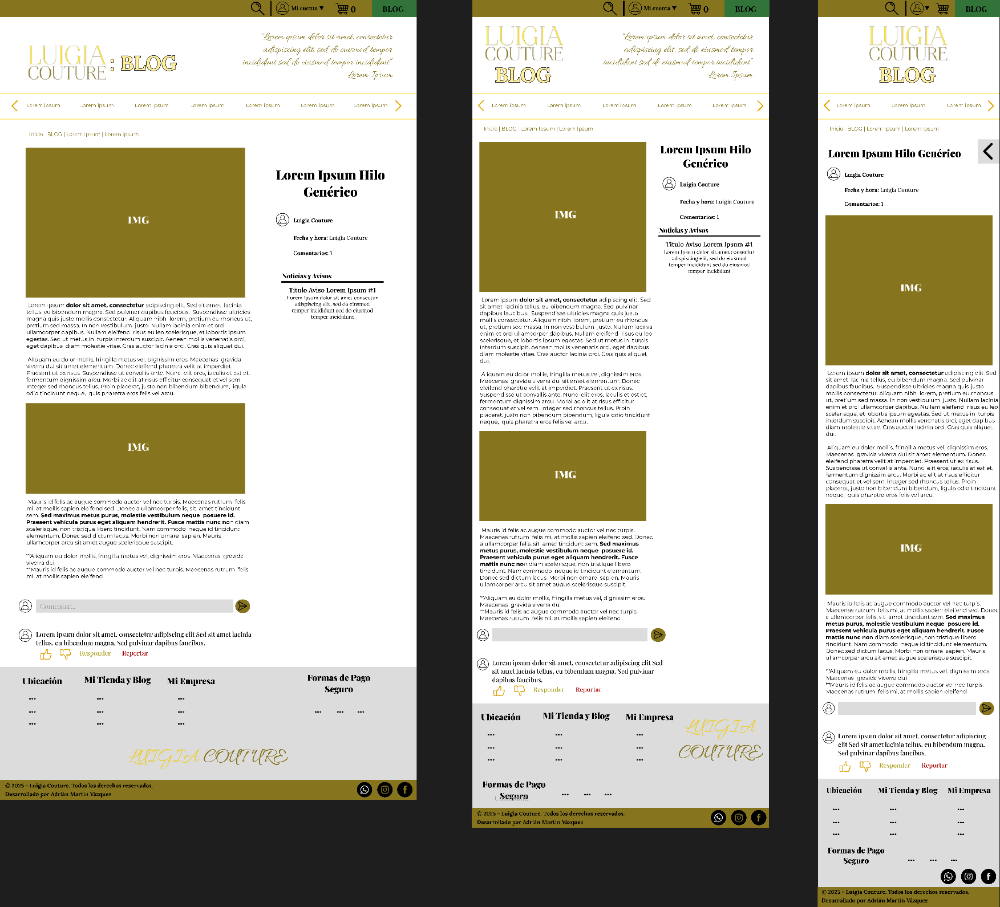 Mi cuenta ▼
0
BLOG
LUIGIA
COUTURE
: BLOG
"Lorem ipsum dolor sit amet, consectetur
adispiscing elit, sed do eiusmod tempor
incididunt sed do eiusmod tempor incididunt"
- Lorem Ipsum
Lorem ipsum
Lorem ipsum
Lorem ipsum
Lorem ipsum
Lorem ipsum
Lorem ipsum
Lorem ipsum
Inicio | BLOG | Lorem Ipsum | Lorem Ipsum
IMG
Lorem Ipsum Hilo
Genérico
Luigia Couture
Fecha y hora: Luigia Couture
Comentarios: 1
Noticias y Avisos
Titulo Aviso Lorem Ipsum #1
Lorem Ipsum dolor sit amet consectur
adispiscing elit, sed do eiusmod
temper incididunt sed do eiusmod
temper incididunt
Lorem ipsum dolor sit amet, consectetur adipiscing elit. Sed sit amet lacinia
tellus, eu bibendum magna. Sed pulvinar dapibus faucibus. Suspendisse ultricies
magna quis justo mollis consectetur. Aliquam nibh lorem, pretium eu rhoncus ut,
pretium sed massa. In non vestibulum justo. Nullam lacinia enim et orci
ullamcorper dapibus. Nullam eleifend risus eu leo scelerisque, et lobortis ipsum
egestas. Sed ut metus in turpis interdum suscipit. Aenean mollis venenatis orci,
eget dapibus diam molestie vitae. Cras auctor lacinia orci. Cras quis aliquet dui.
Aliquam eu dolor mollis, fringilla metus vel, dignissim eros. Maecenas gravida
viverra dui sit amet elementum. Donec eleifend pharetra velit at imperdiet.
Praesent ut ex risus. Suspendisse ut convallis ante. Nunc elit eros, iaculis et est et,
fermentum dignissim arcu. Morbi ac elit at risus efficitur consequat et vel sem.
Integer sed rhoncus tellus. Proin placerat, justo non bibendum bibendum, ligula
odio tincidunt neque, quis pharetra eros felis vel arcu.
IMG
Mauris id felis ac augue commodo auctor vel nec turpis. Maecenas rutrum felis
mi, at mollis sapien eleifend sed. Donec a ullamcorper felis, sit amet tincidunt
sem. Sed maximus metus purus, molestie vestibulum neque posuere id.
Praesent vehicula purus eget aliquam hendrerit. Fusce mattis nunc non diam
scelerisque, non tristique libero tincidunt. Nam commodo neque id tincidunt
elementum. Donec sed dictum lacus. Morbi non ornare sapien. Mauris
ullamcorper arcu sit amet augue scelerisque suscipit.
**Aliquam eu dolor mollis, fringilla metus vel, dignissim eros. Maecenas gravida
viverra dui
**Mauris id felis ac augue commodo auctor vel nec turpis. Maecenas rutrum felis
mi, at mollis sapien eleifend
Comentar...
Lorem ipsum dolor sit amet, consectetur adipiscing elit Sed sit amet lacinia
tellus, eu bibendum magna. Sed pulvinar dapibus faucibus.
Responder
Reportar
Ubicación
Mi Tienda y Blog
Mi Empresa
Formas de Pago
Seguro
... ... ... ... ...
... ... ...
... ... ...
LUIGIA COUTURE
© 2025 - Luigia Couture. Todos los derechos reservados.
Desarrollado por Adrián Martín Vázquez
Mi cuenta ▼
0
BLOG
LUIGIA
COUTURE
BLOG
"Lorem ipsum dolor sit amet, consectetur
adispiscing elit, sed do eiusmod tempor
incididunt sed do eiusmod tempor incididunt"
- Lorem Ipsum
Lorem ipsum
Lorem ipsum
Lorem ipsum
Lorem ipsum
Lorem ipsum
Inicio | BLOG | Lorem Ipsum | Lorem Ipsum
IMG
Lorem Ipsum Hilo
Genérico
Luigia Couture
Fecha y hora: Luigia Couture
Comentarios: 1
Noticias y Avisos
Titulo Aviso Lorem Ipsum #1
Lorem Ipsum dolor sit amet consectur
adispiscing elit, sed do eiusmod
temper incididunt sed do eiusmod
temper incididunt
Lorem ipsum dolor sit amet, consectetur adipiscing elit. Sed
sit amet lacinia tellus, eu bibendum magna. Sed pulvinar
dapibus faucibus. Suspendisse ultricies magna quis justo
mollis consectetur. Aliquam nibh lorem, pretium eu rhoncus
ut, pretium sed massa. In non vestibulum justo. Nullam lacinia
enim et orci ullamcorper dapibus. Nullam eleifend risus eu leo
scelerisque, et lobortis ipsum egestas. Sed ut metus in turpis
interdum suscipit. Aenean mollis venenatis orci, eget dapibus
diam molestie vitae. Cras auctor lacinia orci. Cras quis aliquet
dui.
Aliquam eu dolor mollis, fringilla metus vel, dignissim eros.
Maecenas gravida viverra dui sit amet elementum. Donec
eleifend pharetra velit at imperdiet. Praesent ut ex risus.
Suspendisse ut convallis ante. Nunc elit eros, iaculis et est et,
fermentum dignissim arcu. Morbi ac elit at risus efficitur
consequat et vel sem. Integer sed rhoncus tellus. Proin
placerat, justo non bibendum bibendum, ligula odio tincidunt
neque, quis pharetra eros felis vel arcu.
IMG
Mauris id felis ac augue commodo auctor vel nec turpis.
Maecenas rutrum felis mi, at mollis sapien eleifend sed. Donec
a ullamcorper felis, sit amet tincidunt sem. Sed maximus
metus purus, molestie vestibulum neque posuere id.
Praesent vehicula purus eget aliquam hendrerit. Fusce
mattis nunc non diam scelerisque, non tristique libero
tincidunt. Nam commodo neque id tincidunt elementum.
Donec sed dictum lacus. Morbi non ornare sapien. Mauris
ullamcorper arcu sit amet augue scelerisque suscipit.
**Aliquam eu dolor mollis, fringilla metus vel, dignissim eros.
Maecenas gravida viverra dui
**Mauris id felis ac augue commodo auctor vel nec turpis.
Maecenas rutrum felis mi, at mollis sapien eleifend
Lorem ipsum dolor sit amet, consectetur adipiscing elit Sed
sit amet lacinia tellus, eu bibendum magna. Sed pulvinar
dapibus faucibus.
Responder
Reportar
Ubicación
Mi Tienda y Blog
Mi Empresa
... ... ...
... ... ...
... ... ...
LUIGIA
COUTURE
Formas de Pago
Seguro
... ... ...
Comentar...
© 2025 - Luigia Couture. Todos los derechos reservados.
Desarrollado por Adrián Martín Vázquez
▼
BLOG
LUIGIA
COUTURE
BLOG
Lorem ipsum
Lorem ipsum
Lorem ipsum
Inicio | BLOG | Lorem Ipsum | Lorem Ipsum
Lorem Ipsum Hilo Genérico
Luigia Couture
Fecha y hora: Luigia Couture
Comentarios: 1
IMG
Lorem ipsum dolor sit amet, consectetur adipiscing elit. Sed
sit amet lacinia tellus, eu bibendum magna. Sed pulvinar
dapibus faucibus. Suspendisse ultricies magna quis justo
mollis consectetur. Aliquam nibh lorem, pretium eu rhoncus
ut, pretium sed massa. In non vestibulum justo. Nullam lacinia
enim et orci ullamcorper dapibus. Nullam eleifend risus eu leo
scelerisque, et lobortis ipsum egestas. Sed ut metus in turpis
interdum suscipit. Aenean mollis venenatis orci, eget dapibus
diam molestie vitae. Cras auctor lacinia orci. Cras quis aliquet
dui.
Aliquam eu dolor mollis, fringilla metus vel, dignissim eros.
Maecenas gravida viverra dui sit amet elementum. Donec
eleifend pharetra velit at imperdiet. Praesent ut ex risus.
Suspendisse ut convallis ante. Nunc elit eros, iaculis et est et,
fermentum dignissim arcu. Morbi ac elit at risus efficitur
consequat et vel sem. Integer sed rhoncus tellus. Proin
placerat, justo non bibendum bibendum, ligula odio tincidunt
neque, quis pharetra eros felis vel arcu.
IMG
Mauris id felis ac augue commodo auctor vel nec turpis.
Maecenas rutrum felis mi, at mollis sapien eleifend sed. Donec
a ullamcorper felis, sit amet tincidunt sem. Sed maximus
metus purus, molestie vestibulum neque posuere id.
Praesent vehicula purus eget aliquam hendrerit. Fusce
mattis nunc non diam scelerisque, non tristique libero
tincidunt. Nam commodo neque id tincidunt elementum.
Donec sed dictum lacus. Morbi non ornare sapien. Mauris
ullamcorper arcu sit amet augue scelerisque suscipit.
**Aliquam eu dolor mollis, fringilla metus vel, dignissim eros.
Maecenas gravida viverra dui
**Mauris id felis ac augue commodo auctor vel nec turpis.
Maecenas rutrum felis mi, at mollis sapien eleifend
Lorem ipsum dolor sit amet, consectetur adipiscing
elit Sed sit amet lacinia tellus, eu bibendum magna.
Sed pulvinar dapibus faucibus.
Responder
Reportar
Ubicación
Mi Tienda y Blog
Mi Empresa
... ... ...
... ... ...
... ... ...
Formas de Pago
Seguro
... ... ...
© 2025 - Luigia Couture. Todos los derechos reservados.
Desarrollado por Adrián Martín Vázquez